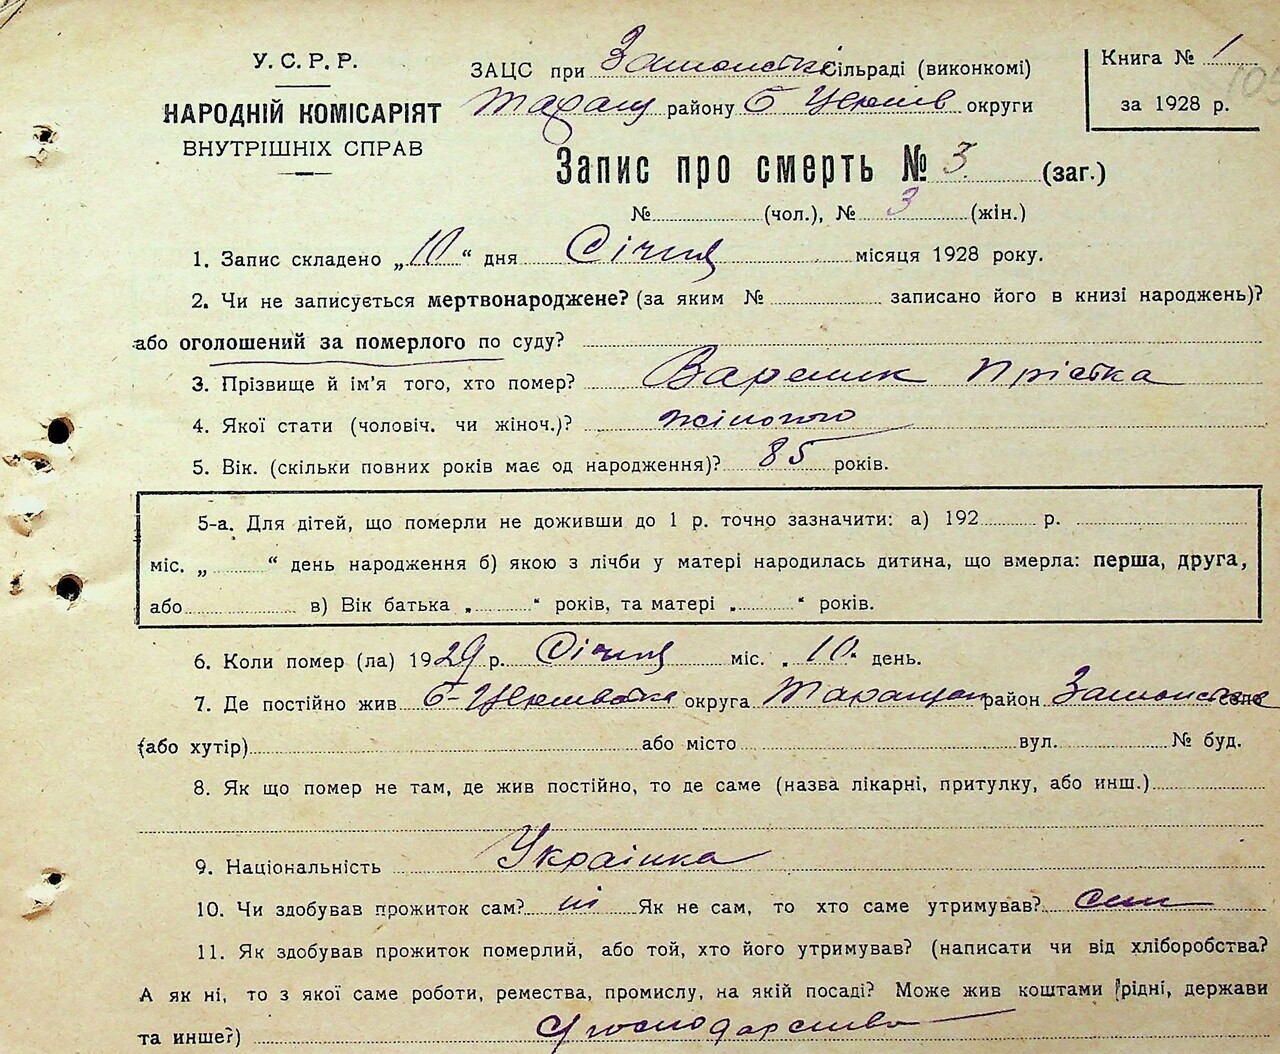 У. С. Р. Р.
НАРОДНІЙ КОМІСАРІЯТ
ВНУТРІШНІХ СПРАВ
ЗАЦС при сільраді (виконкомі)
району Б Церків округи
Книга № 1
за 1928 р.
105
Запис про смерть № 3 (заг.)
№ (чол.), № 3 (жін.)
1. Запис складено „10“ дня Січня місяця 1928 року.
2. Чи не записується мертвонароджене? (за яким № записано його в книзі народжень)?
або оголошений за померлого по суду?
3. Прізвище й ім'я того, хто помер?
4. Якої стати (чоловіч. чи жіноч.)? жіночого
5. Вік. (скільки повних років має од народження)? 85 років.
5-а. Для дітей, що померли не доживши до 1 р. точно зазначити: а) 192 р.
міс. „ “ день народження б) якою з лічби у матері народилась дитина, що вмерла: перша, друга,
або в) Вік батька „ “ років, та матері „ “ років.
6. Коли помер (ла) 1929 р. Січня міс. „10. день.
7. Де постійно жив округа район село
(або хутір) або місто вул. № буд.
8. Як що помер не там, де жив постійно, то де саме (назва лікарні, притулку, або инш.)
9. Національність Українка
10. Чи здобував прожиток сам? ні Як не сам, то хто саме утримував? син
11. Як здобував прожиток померлий, або той, хто його утримував? (написати чи від хліборобства?
А як ні, то з якої саме роботи, ремества, промислу, на якій посаді? Може жив коштами рідні, держави
та инше?)